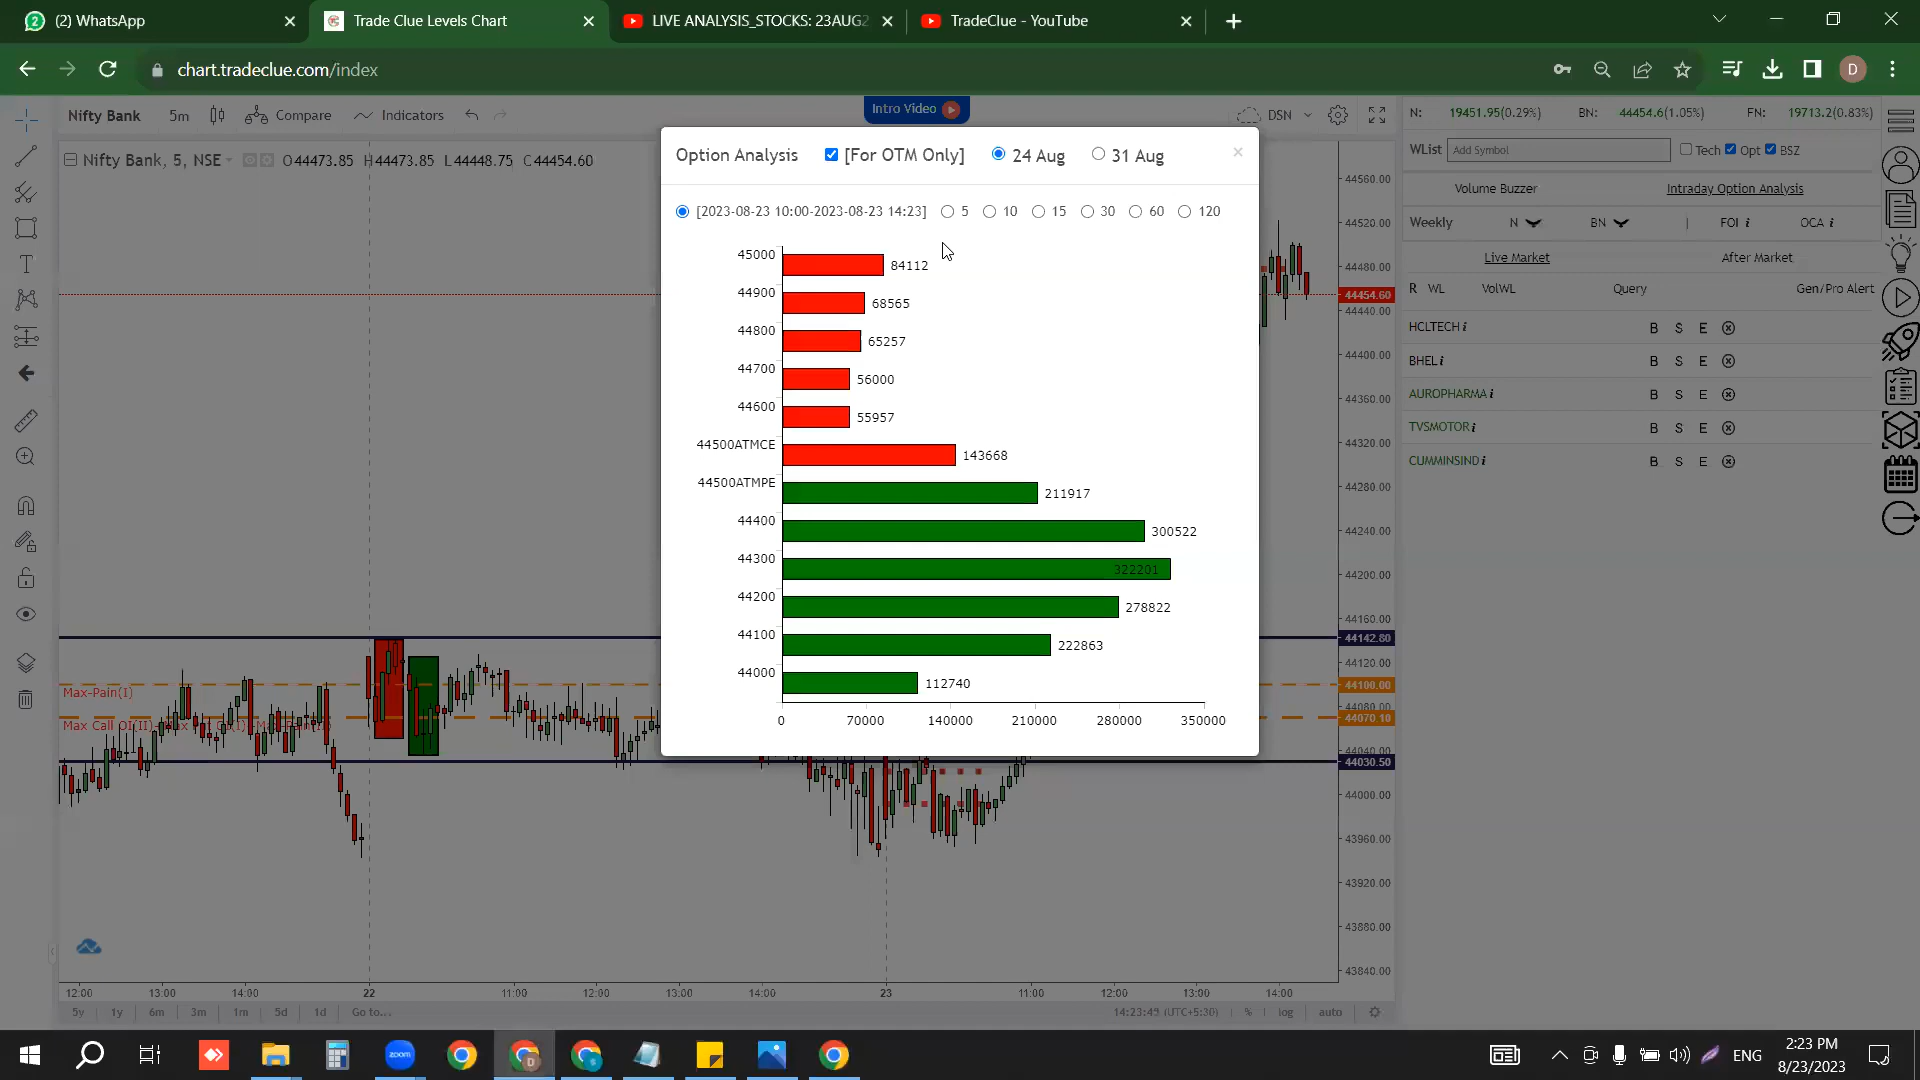 (2) WhatsApp
Trade Clue Levels Chart
LIVE ANALYSIS_STOCKS: 23AUG2
TradeClue - YouTube
chart.tradeclue.com/index
D
Nifty Bank
5m
Compare
Indicators
Intro Video
DSN
N: 19451.95(0.29%) BN: 44454.6(1.05%) FN: 19713.2(0.83%)
WList Add Symbol Tech Opt BSZ
Nifty Bank, 5, NSE
O44473.85 H44473.85 L44448.75 C44454.60
Option Analysis [For OTM Only] 24 Aug 31 Aug
×
[2023-08-23 10:00-2023-08-23 14:23] 5 10 15 30 60 120
45000 84112
44900 68565
44800 65257
44700 56000
44600 55957
44500ATMCE 143668
44500ATMPE 211917
44400 300522
44300 322201
44200 278822
44100 222863
44000 112740
0 70000 140000 210000 280000 350000
Volume Buzzer Intraday Option Analysis
Weekly N BN | FOI i OCA i
Live Market After Market
R WL VolWL Query Gen/Pro Alert
HCLTECH i B S E
BHEL i B S E
AUROPHARMA i B S E
TVSMOTOR i B S E
CUMMINSIND i B S E
44560.00
44520.00
44480.00
44454.60
44440.00
44400.00
44360.00
44320.00
44280.00
44240.00
44200.00
44160.00
44142.80
44120.00
44100.00
44070.10
44040.00
44030.50
44000.00
43960.00
43920.00
43880.00
43840.00
Max-Pain(I)
12:00 13:00 14:00 22 11:00 12:00 13:00 14:00 23 11:00 12:00 13:00 14:00
5y 1y 6m 3m 1m 5d 1d Go to...
14:23:49 (UTC+5:30) % log auto
zoom
D
S
ENG
2:23 PM
8/23/2023